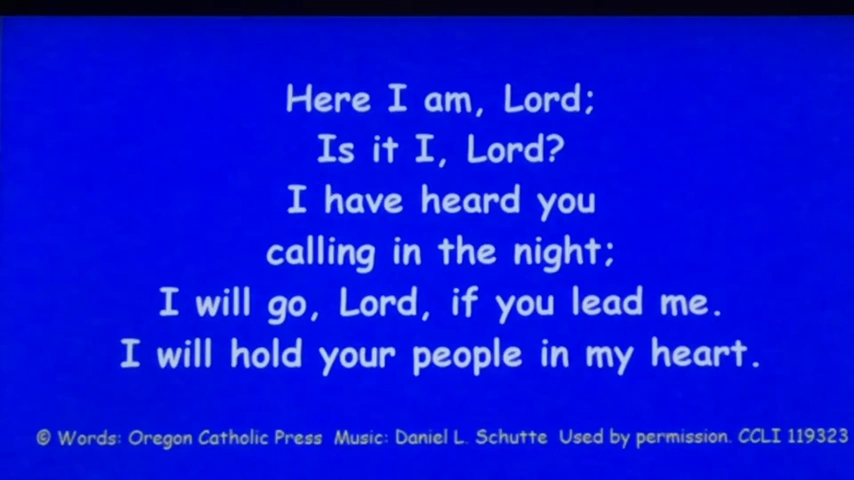 Here I am, Lord;
Is it I, Lord?
I have heard you
calling in the night;
I will go, Lord, if you lead me.
I will hold your people in my heart.
© Words: Oregon Catholic Press Music: Daniel L. Schutte Used by permission. CCLI 119323